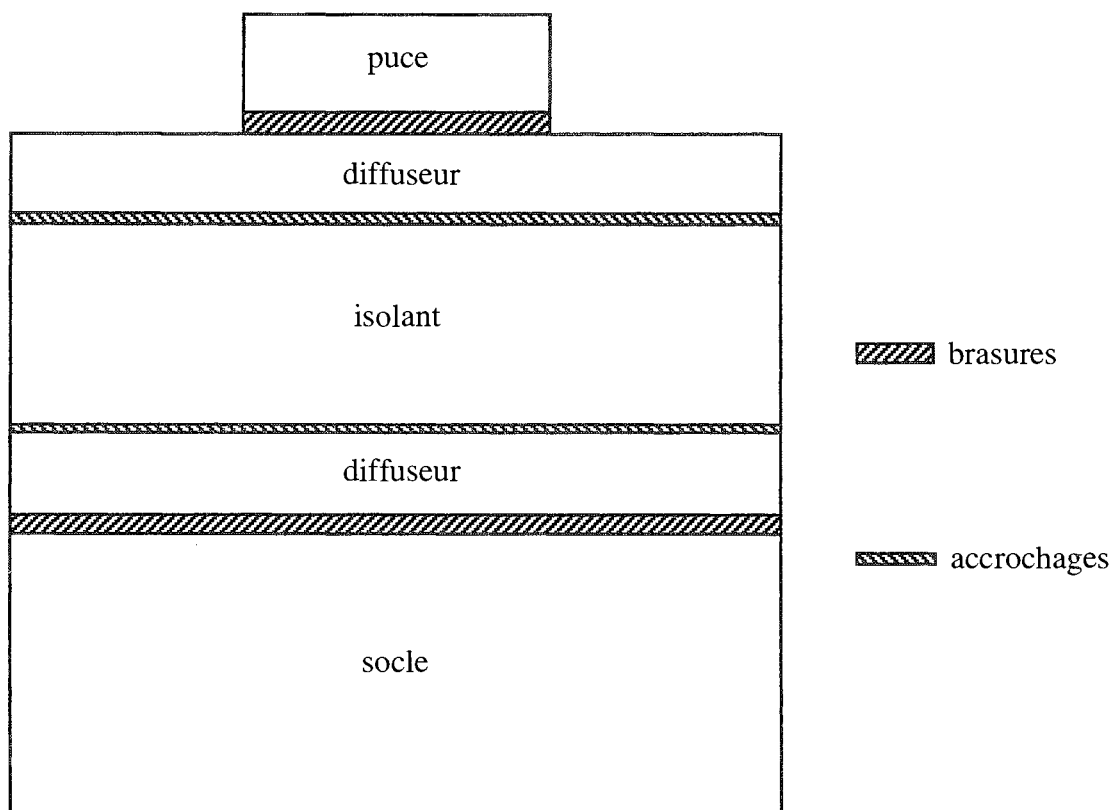 puce
diffuseur
isolant
brasures
diffuseur
accrochages
socle